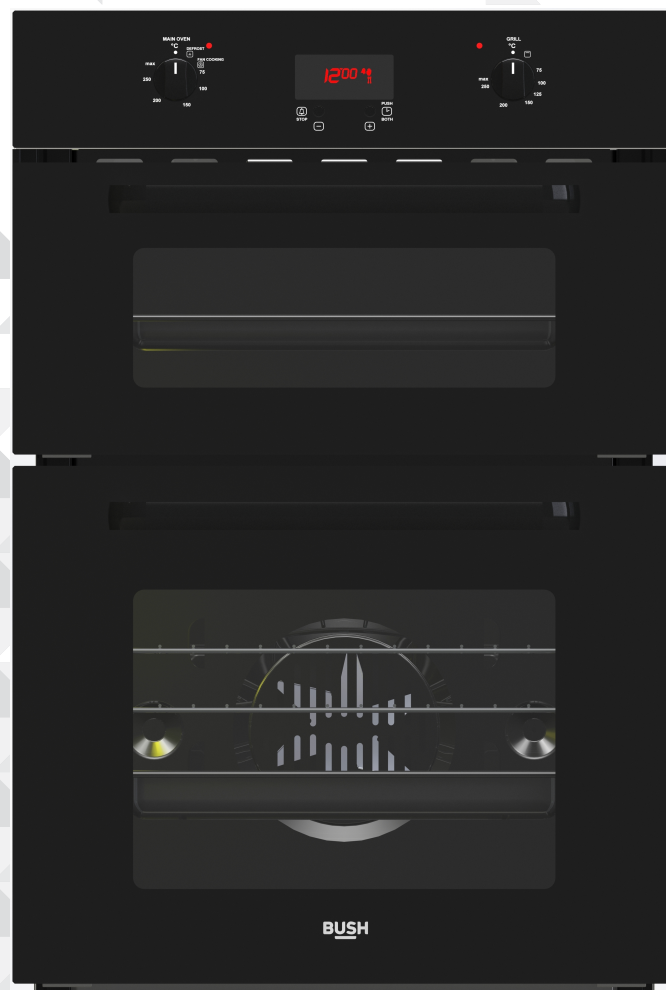 MAIN OVEN
°C
DEFROST
FAN COOKING
max
75
250
100
200
150
12:00
STOP
PUSH
BOTH
GRILL
°C
75
max
250
100
125
200
150
BUSH